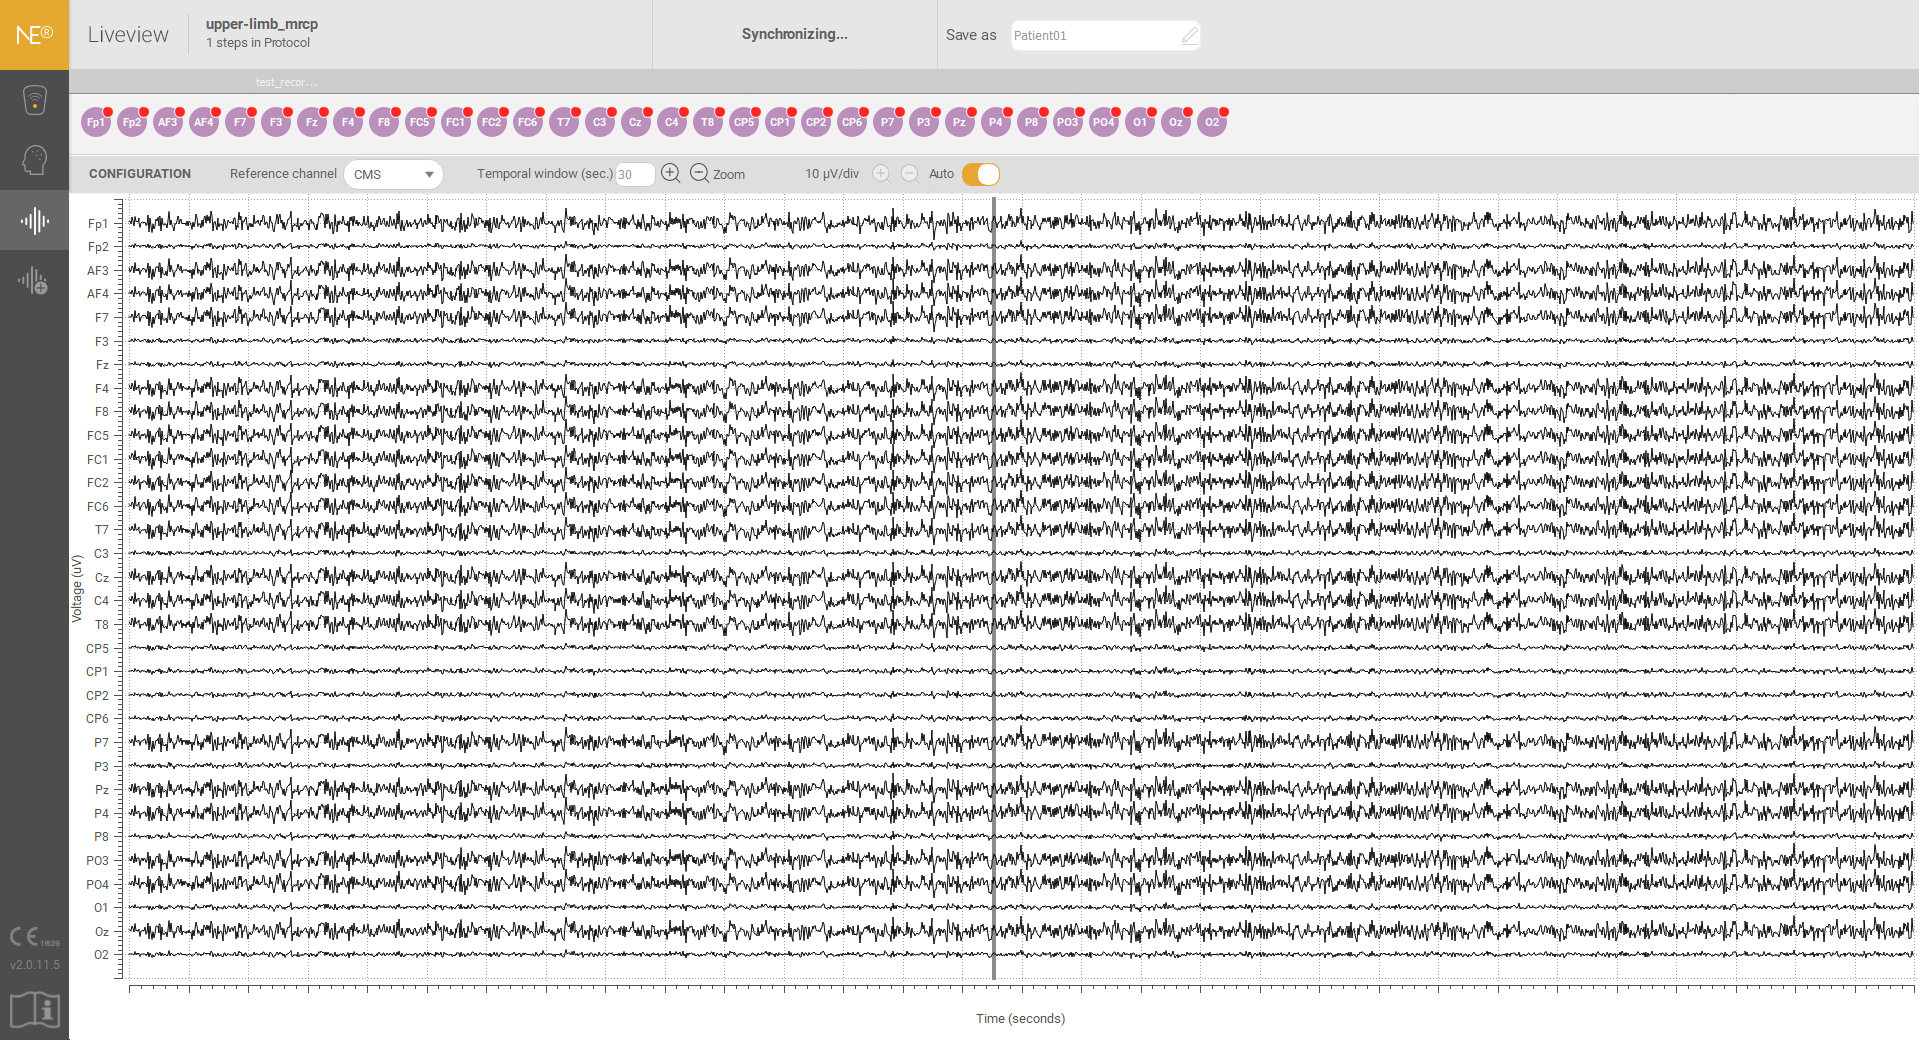 NE®
Liveview
upper-limb_mrcp
1 steps in Protocol
Synchronizing...
Save as
Patient01
test_recor...
Fp1 Fp2 AF3 AF4 F7 F3 Fz F4 F8 FC5 FC1 FC2 FC6 T7 C3 Cz C4 T8 CP5 CP1 CP2 CP6 P7 P3 Pz P4 P8 PO3 PO4 O1 Oz O2
CONFIGURATION Reference channel CMS Temporal window (sec.) 30 Zoom 10 µV/div Auto
Fp1
Fp2
AF3
AF4
F7
F3
Fz
F4
F8
FC5
FC1
FC2
FC6
T7
C3
Cz
C4
T8
CP5
CP1
CP2
CP6
P7
P3
Pz
P4
P8
PO3
PO4
O1
Oz
O2
Voltage (uV)
Time (seconds)
CE 1639
v2.0.11.5